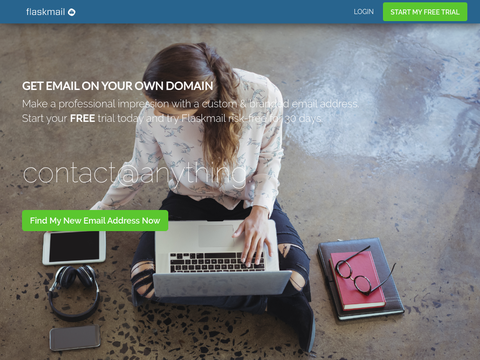 flaskmail
LOGIN
START MY FREE TRIAL
GET EMAIL ON YOUR OWN DOMAIN
Make a professional impression with a custom & branded email address.
Start your FREE trial today and try Flaskmail risk-free for 30 days.
contact@anything
Find My New Email Address Now